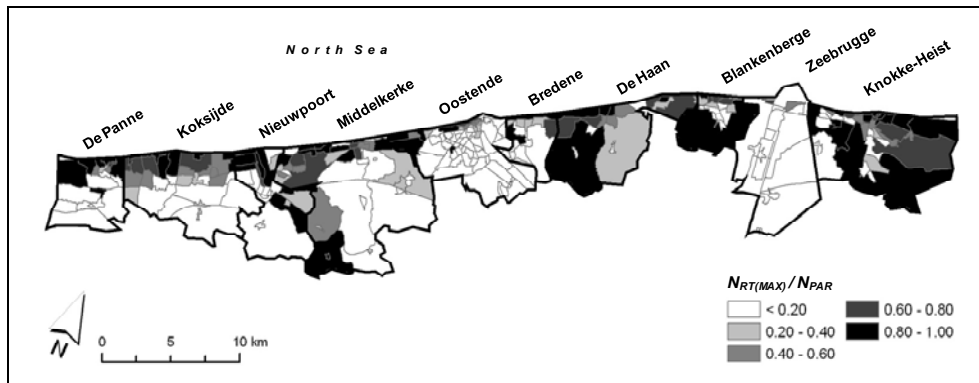 North Sea
De Panne
Koksijde
Nieuwpoort
Middelkerke
Oostende
Bredene
De Haan
Blankenberge
Zeebrugge
Knokke-Heist
N
0 5 10 km
NRT(MAX) / NPAR
< 0.20
0.20 - 0.40
0.40 - 0.60
0.60 - 0.80
0.80 - 1.00